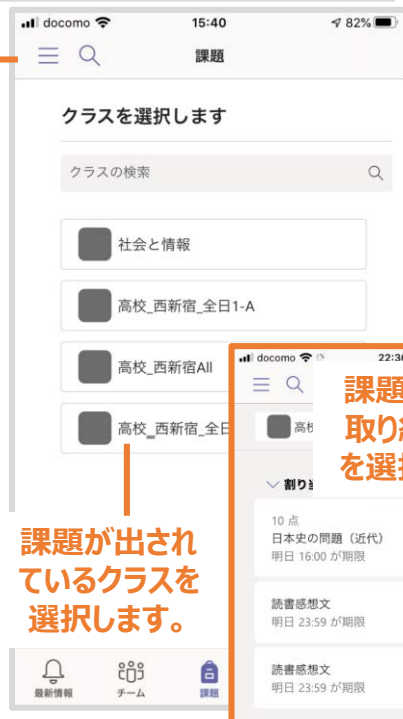 docomo 15:40 82%
課題
クラスを選択します
クラスの検索
社会と情報
高校_西新宿_全日1-A
高校_西新宿All
高校_西新宿_全
課題が出され
ているクラスを
選択します。
最新情報 チーム 課題
docomo 22:3
課題
取り
を選
高
割り
10 点
日本史の問題（近代）
明日 16:00 が期限
読書感想文
明日 23:59 が期限
読書感想文
明日 23:59 が期限